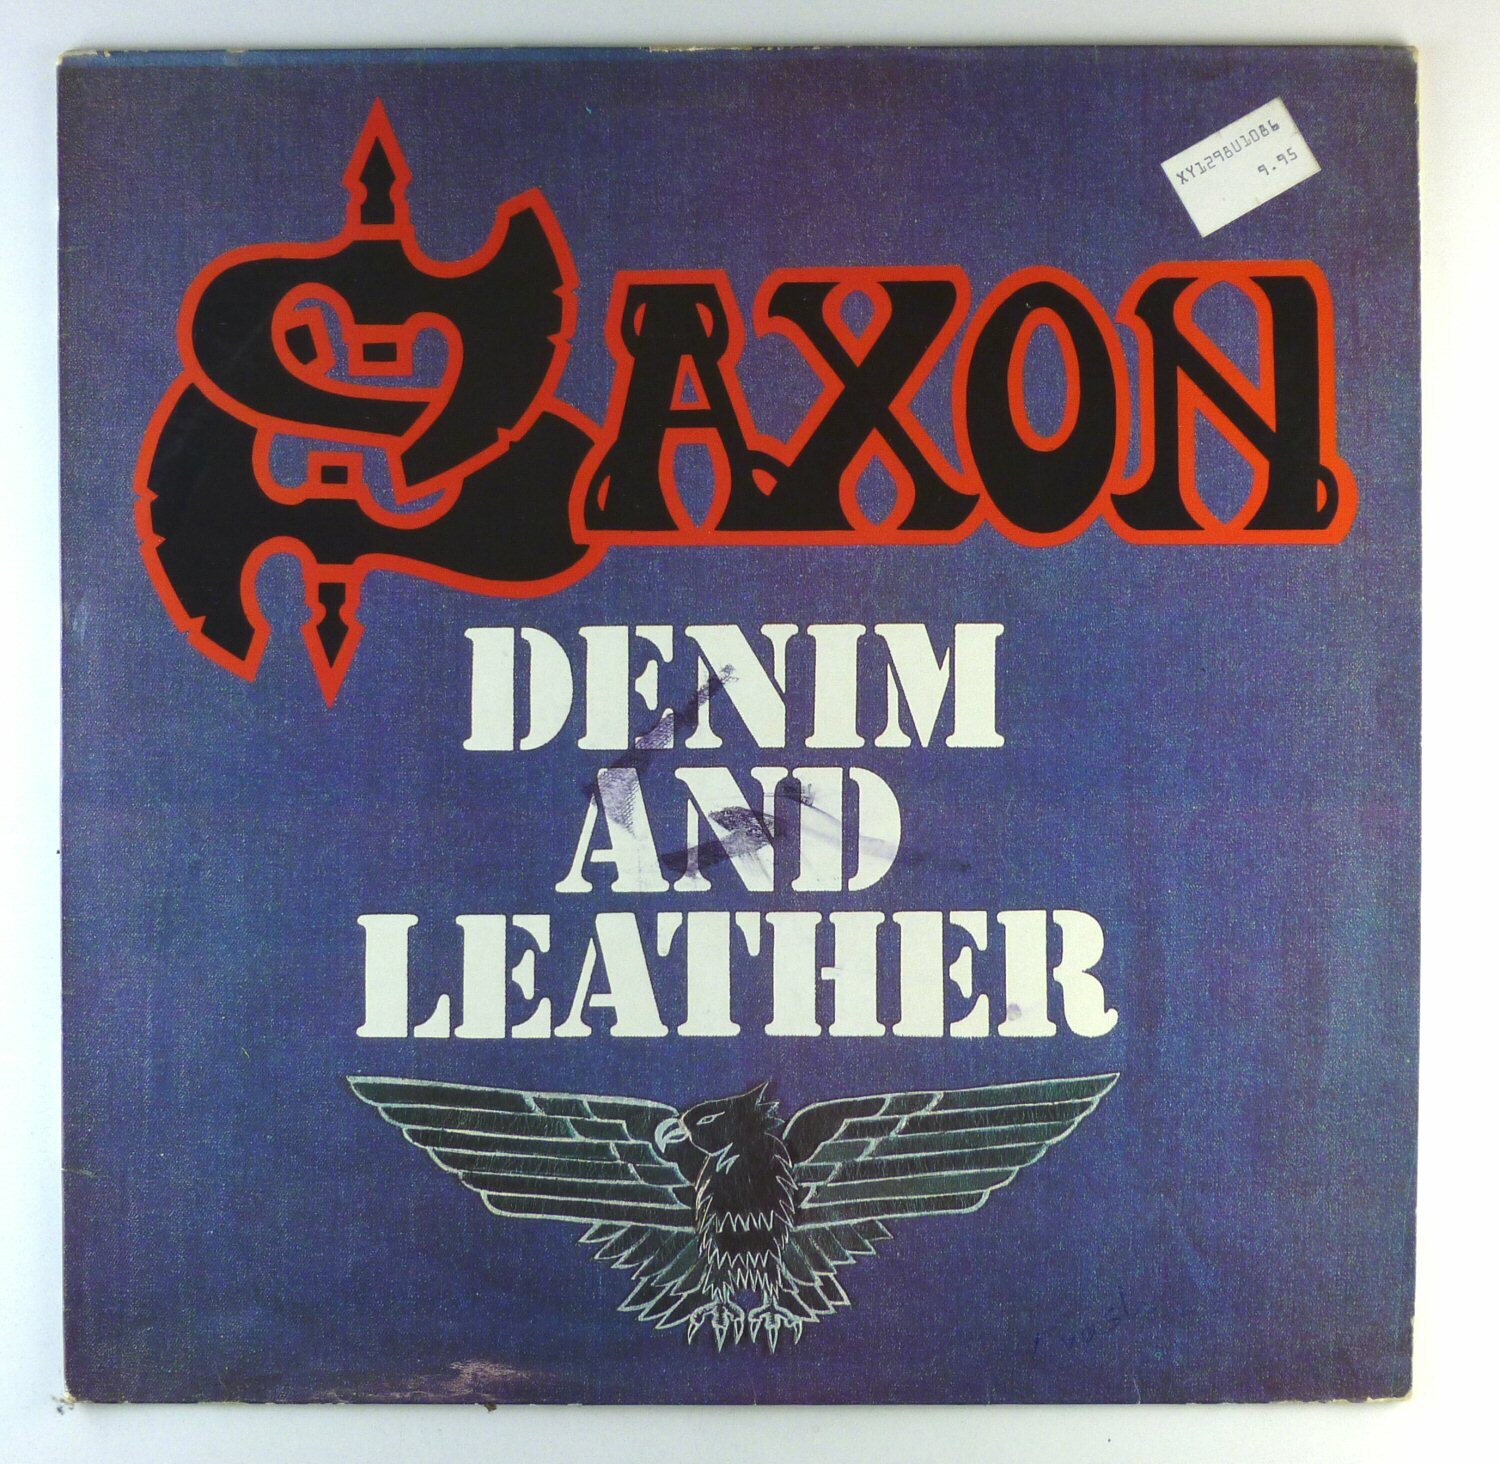 XY1298U1086
9.95
SAXON
DENIM
AND
LEATHER